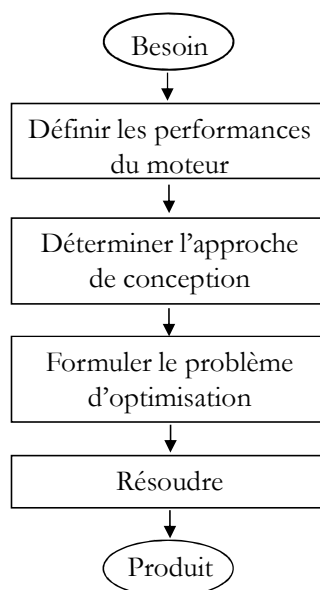 Besoin
Définir les performances
du moteur
Déterminer l’approche
de conception
Formuler le problème
d’optimisation
Résoudre
Produit